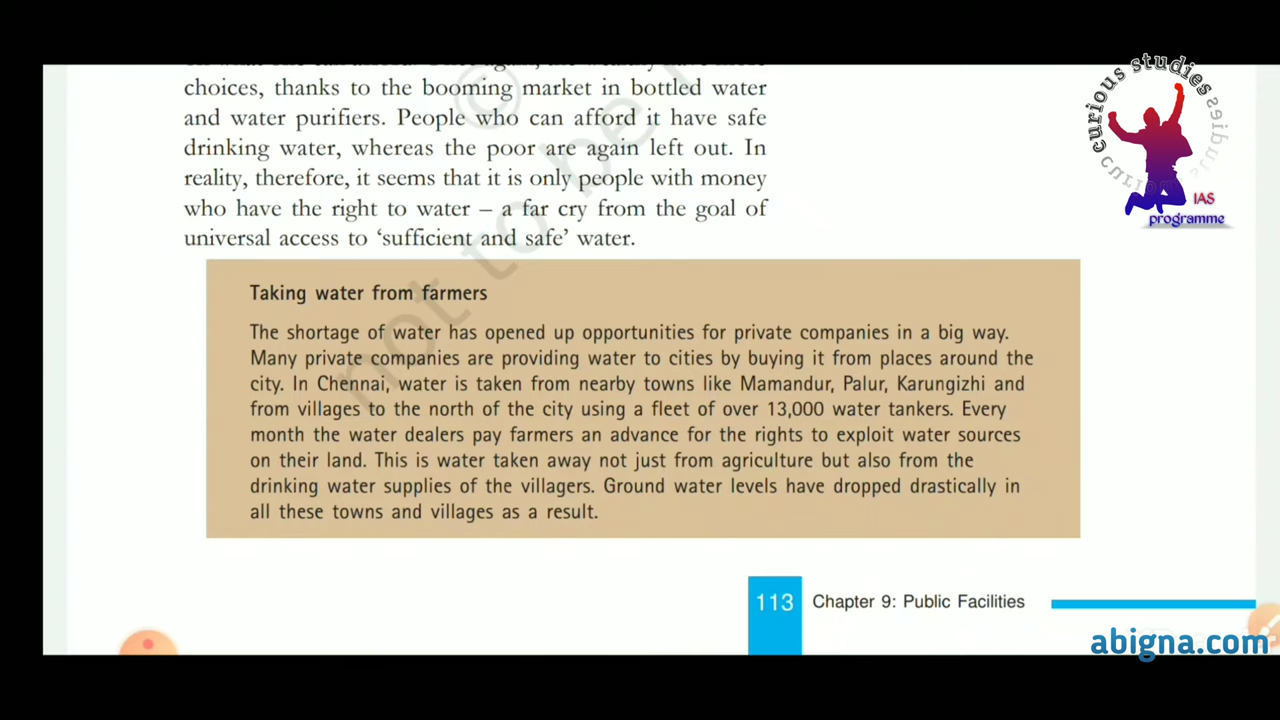 choices, thanks to the booming market in bottled water
and water purifiers. People who can afford it have safe
drinking water, whereas the poor are again left out. In
reality, therefore, it seems that it is only people with money
who have the right to water – a far cry from the goal of
universal access to ‘sufficient and safe’ water.
Taking water from farmers
The shortage of water has opened up opportunities for private companies in a big way.
Many private companies are providing water to cities by buying it from places around the
city. In Chennai, water is taken from nearby towns like Mamandur, Palur, Karungizhi and
from villages to the north of the city using a fleet of over 13,000 water tankers. Every
month the water dealers pay farmers an advance for the rights to exploit water sources
on their land. This is water taken away not just from agriculture but also from the
drinking water supplies of the villagers. Ground water levels have dropped drastically in
all these towns and villages as a result.
113 Chapter 9: Public Facilities
© not to be
curious studies
IAS
programme
abigna.com